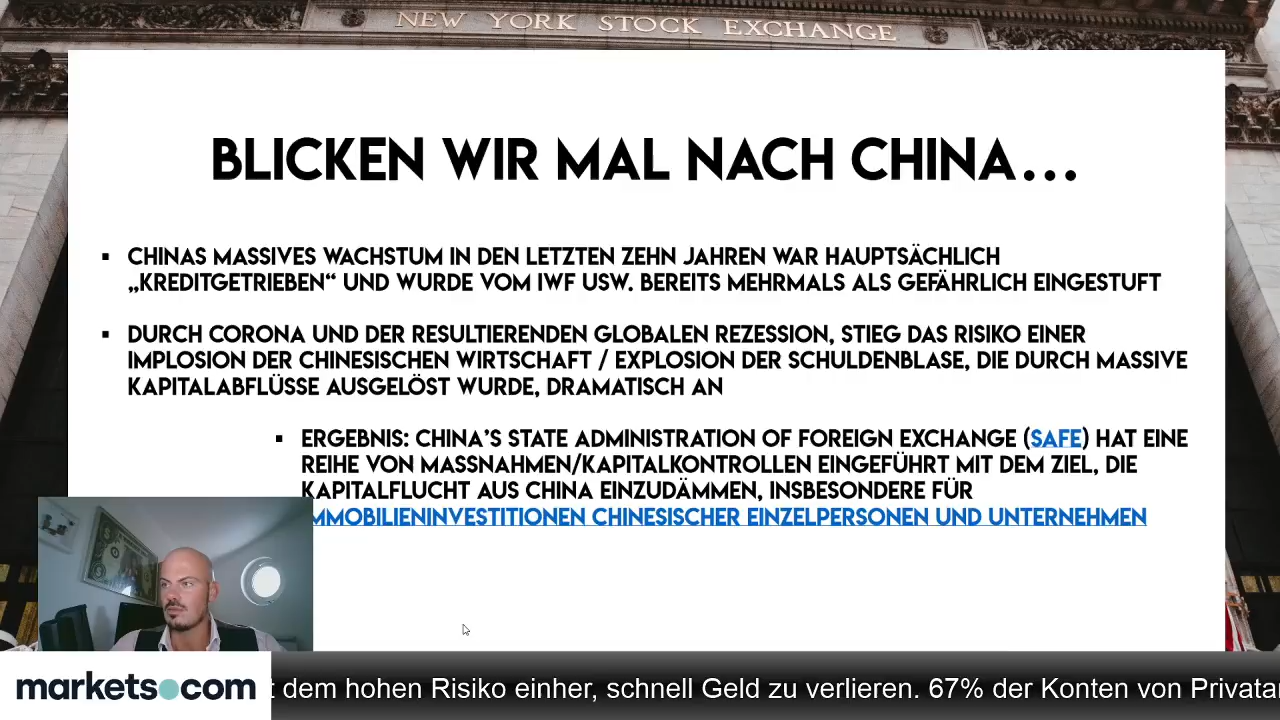 NEW YORK STOCK EXCHANGE
BLICKEN WIR MAL NACH CHINA...
▪ CHINAS MASSIVES WACHSTUM IN DEN LETZTEN ZEHN JAHREN WAR HAUPTSÄCHLICH
„KREDITGETRIEBEN“ UND WURDE VOM IWF USW. BEREITS MEHRMALS ALS GEFÄHRLICH EINGESTUFT
▪ DURCH CORONA UND DER RESULTIERENDEN GLOBALEN REZESSION, STIEG DAS RISIKO EINER
IMPLOSION DER CHINESISCHEN WIRTSCHAFT / EXPLOSION DER SCHULDENBLASE, DIE DURCH MASSIVE
KAPITALABFLÜSSE AUSGELÖST WURDE, DRAMATISCH AN
▪ ERGEBNIS: CHINA'S STATE ADMINISTRATION OF FOREIGN EXCHANGE (SAFE) HAT EINE
REIHE VON MASSNAHMEN/KAPITALKONTROLLEN EINGEFÜHRT MIT DEM ZIEL, DIE
KAPITALFLUCHT AUS CHINA EINZUDÄMMEN, INSBESONDERE FÜR
MMOBILIENINVESTITIONEN CHINESISCHER EINZELPERSONEN UND UNTERNEHMEN
markets.com
t dem hohen Risiko einher, schnell Geld zu verlieren. 67% der Konten von Privata